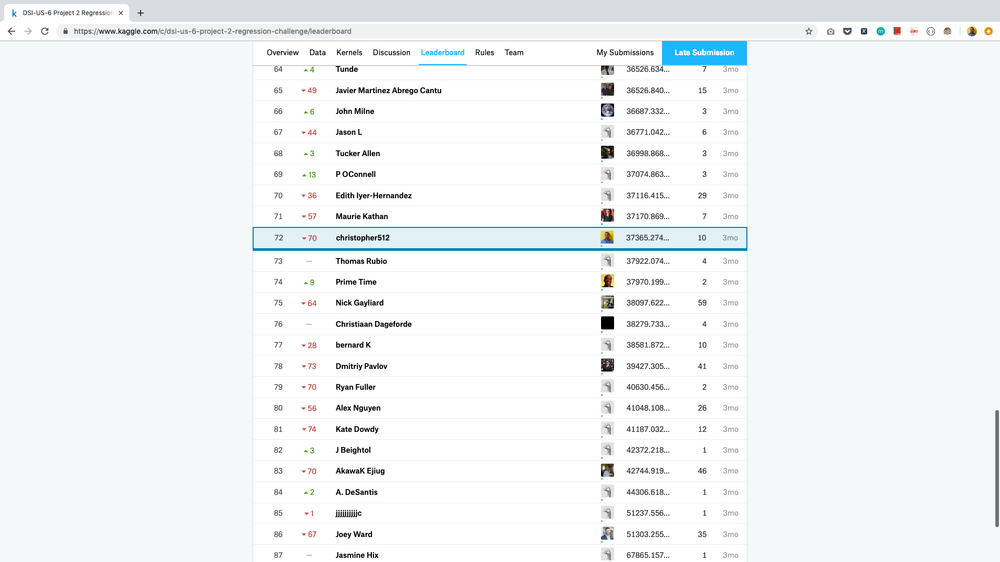 DSI-US-6 Project 2 Regression
https://www.kaggle.com/c/dsi-us-6-project-2-regression-challenge/leaderboard
Overview Data Kernels Discussion Leaderboard Rules Team My Submissions Late Submission
64 4 Tunde 36526.634... 7 3mo
65 49 Javier Martinez Abrego Cantu 36526.840... 15 3mo
66 6 John Milne 36687.332... 3 3mo
67 44 Jason L 36771.042... 6 3mo
68 3 Tucker Allen 36998.868... 3 3mo
69 13 P OConnell 37074.863... 3 3mo
70 36 Edith Iyer-Hernandez 37116.415... 29 3mo
71 57 Maurie Kathan 37170.869... 7 3mo
72 70 christopher512 37365.274... 10 3mo
73 — Thomas Rubio 37922.074... 4 3mo
74 9 Prime Time 37970.199... 2 3mo
75 64 Nick Gayliard 38097.622... 59 3mo
76 — Christiaan Dageforde 38279.733... 4 3mo
77 28 bernard K 38581.872... 10 3mo
78 73 Dmitriy Pavlov 39427.305... 41 3mo
79 70 Ryan Fuller 40630.456... 2 3mo
80 56 Alex Nguyen 41048.108... 26 3mo
81 74 Kate Dowdy 41187.032... 12 3mo
82 3 J Beightol 42372.218... 1 3mo
83 70 AkawaK Ejiug 42744.919... 46 3mo
84 2 A. DeSantis 44306.618... 1 3mo
85 1 jjjjjjjjjjc 51237.556... 1 3mo
86 67 Joey Ward 51303.255... 35 3mo
87 — Jasmine Hix 67865.157... 1 3mo